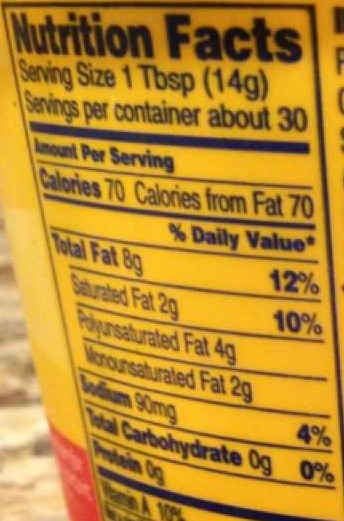 Nutrition Facts
Serving Size 1 Tbsp (14g)
Servings per container about 30
Amount Per Serving
Calories 70 Calories from Fat 70
% Daily Value*
Total Fat 8g 12%
Saturated Fat 2g 10%
Polyunsaturated Fat 4g
Monounsaturated Fat 2g
Sodium 90mg 4%
Total Carbohydrate 0g 0%
Protein 0g
Vitamin A 10%